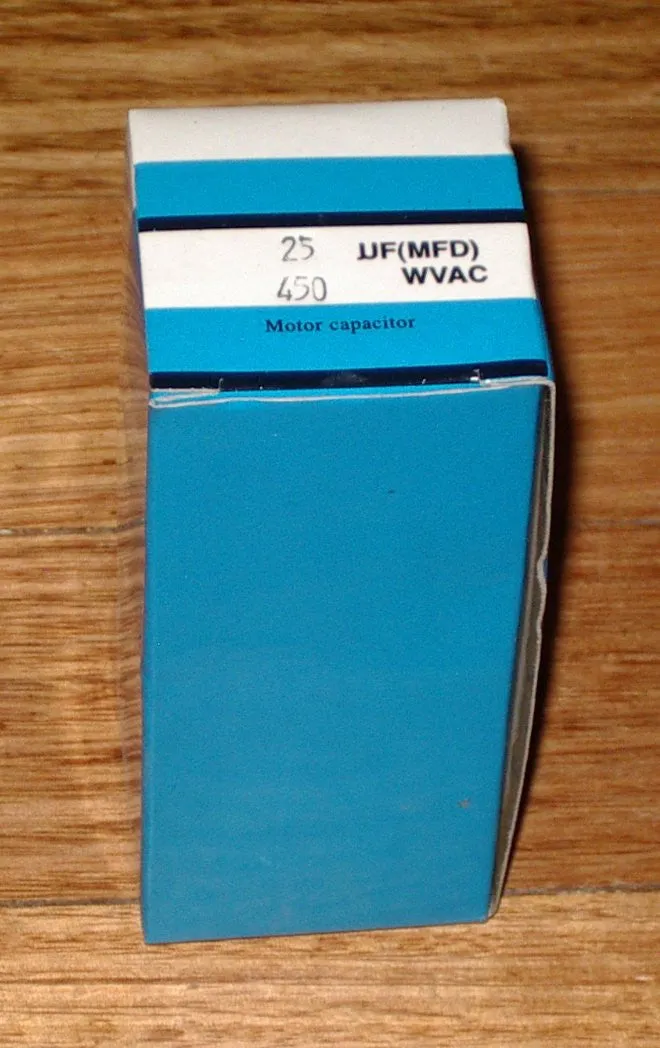 25 µF(MFD)
450 WVAC
Motor capacitor